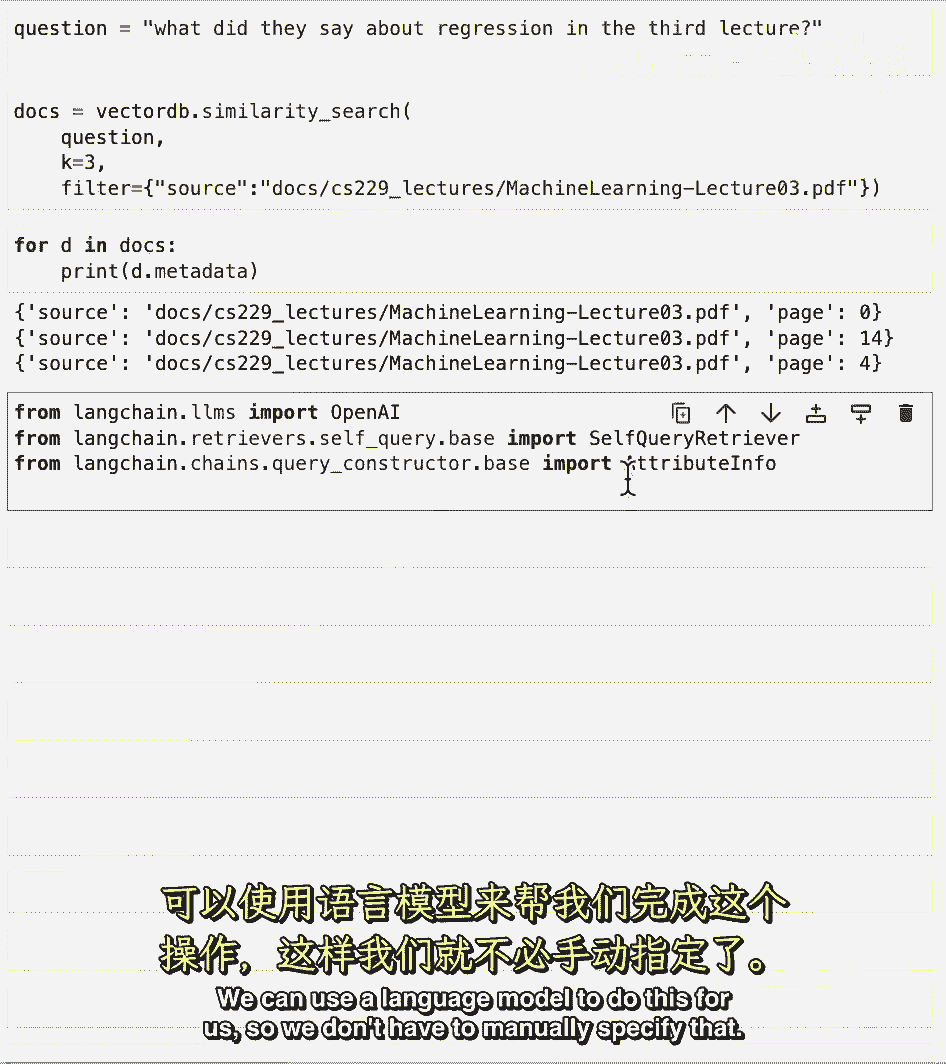 question = "what did they say about regression in the third lecture?"
docs = vectordb.similarity_search(
    question,
    k=3,
    filter={"source":"docs/cs229_lectures/MachineLearning-Lecture03.pdf"})
for d in docs:
    print(d.metadata)
{'source': 'docs/cs229_lectures/MachineLearning-Lecture03.pdf', 'page': 0}
{'source': 'docs/cs229_lectures/MachineLearning-Lecture03.pdf', 'page': 14}
{'source': 'docs/cs229_lectures/MachineLearning-Lecture03.pdf', 'page': 4}
from langchain.llms import OpenAI
from langchain.retrievers.self_query.base import SelfQueryRetriever
from langchain.chains.query_constructor.base import AttributeInfo
可以使用语言模型来帮我们完成这个
操作，这样我们就不必手动指定了。
We can use a language model to do this for
us, so we don't have to manually specify that.